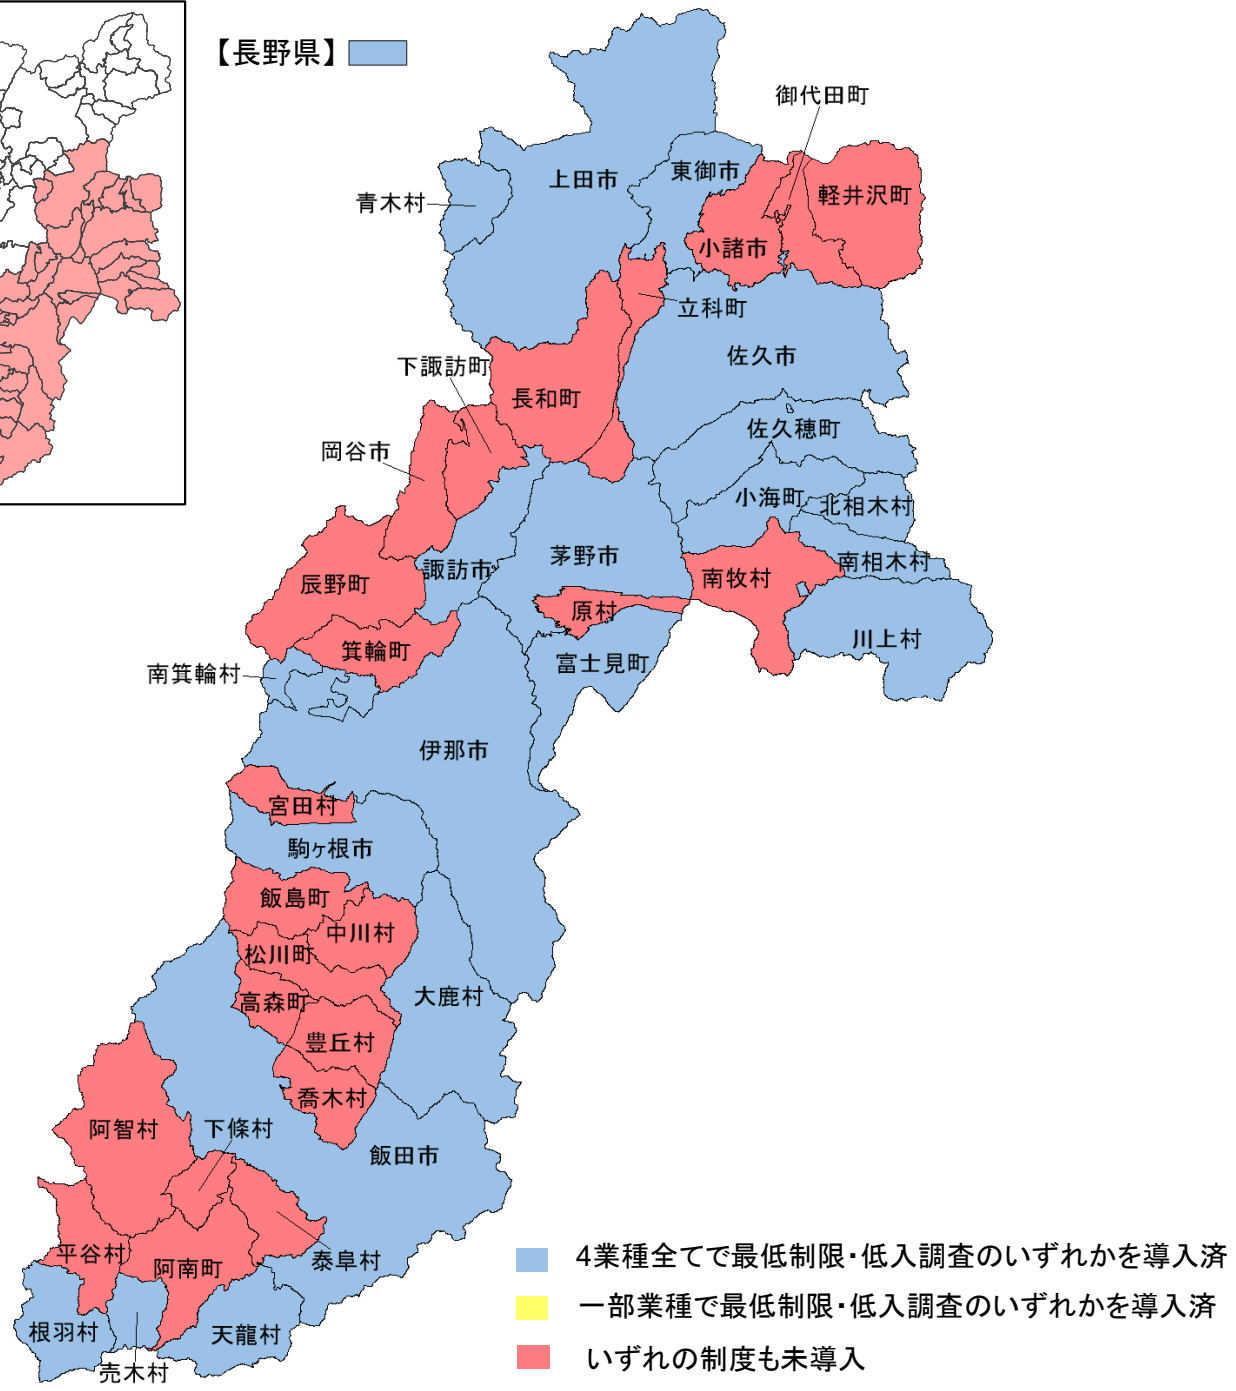 【長野県】
御代田町
東御市
上田市
軽井沢町
青木村
小諸市
立科町
佐久市
下諏訪町
長和町
佐久穂町
岡谷市
小海町
北相木村
茅野市
諏訪市
南相木村
南牧村
辰野町
原村
川上村
箕輪町
富士見町
南箕輪村
伊那市
宮田村
駒ヶ根市
飯島町
中川村
松川町
大鹿村
高森町
豊丘村
喬木村
阿智村
下條村
飯田市
平谷村
泰阜村
阿南町
根羽村
天龍村
売木村
4業種全てで最低制限・低入調査のいずれかを導入済
一部業種で最低制限・低入調査のいずれかを導入済
いずれの制度も未導入